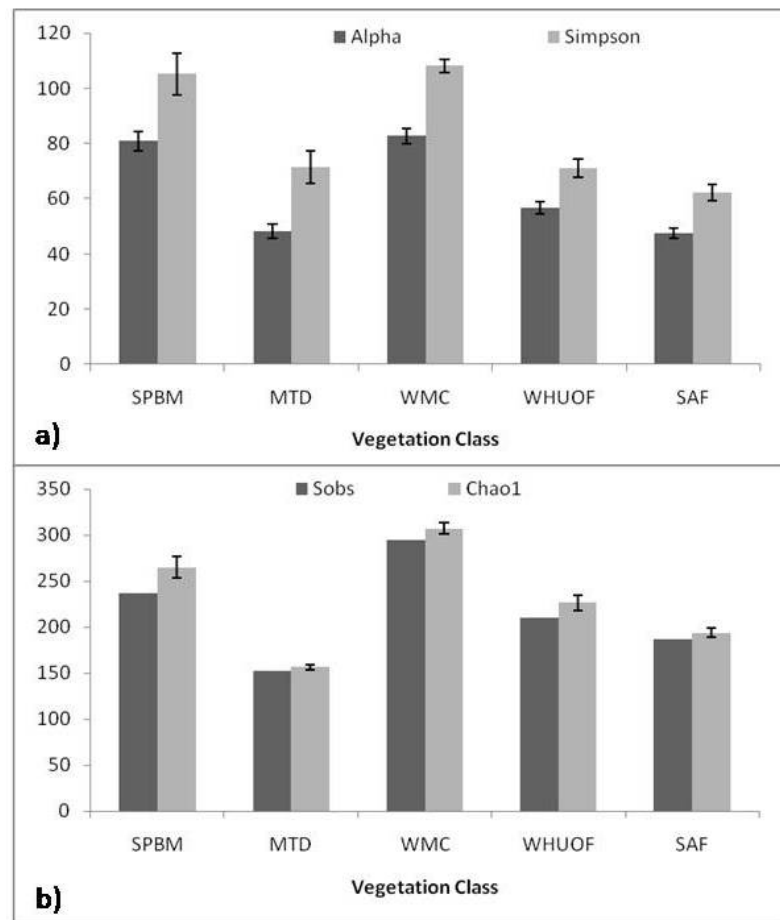 Alpha Simpson
120
100
80
60
40
20
0
SPBM MTD WMC WHUOF SAF
a)
Vegetation Class
Sobs Chao1
350
300
250
200
150
100
50
0
SPBM MTD WMC WHUOF SAF
b)
Vegetation Class